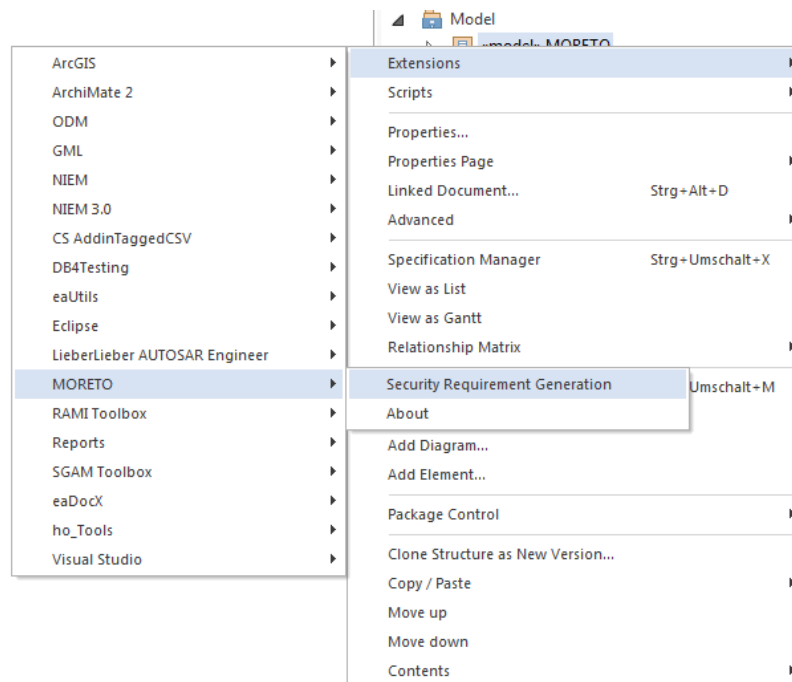 Model
«model» MORETO
ArcGIS
ArchiMate 2
ODM
GML
NIEM
NIEM 3.0
CS AddinTaggedCSV
DB4Testing
eaUtils
Eclipse
LieberLieber AUTOSAR Engineer
MORETO
RAMI Toolbox
Reports
SGAM Toolbox
eaDocX
ho_Tools
Visual Studio
Extensions
Scripts
Properties...
Properties Page
Linked Document... Strg+Alt+D
Advanced
Specification Manager Strg+Umschalt+X
View as List
View as Gantt
Relationship Matrix
Security Requirement Generation
Umschalt+M
About
Add Diagram...
Add Element...
Package Control
Clone Structure as New Version...
Copy / Paste
Move up
Move down
Contents